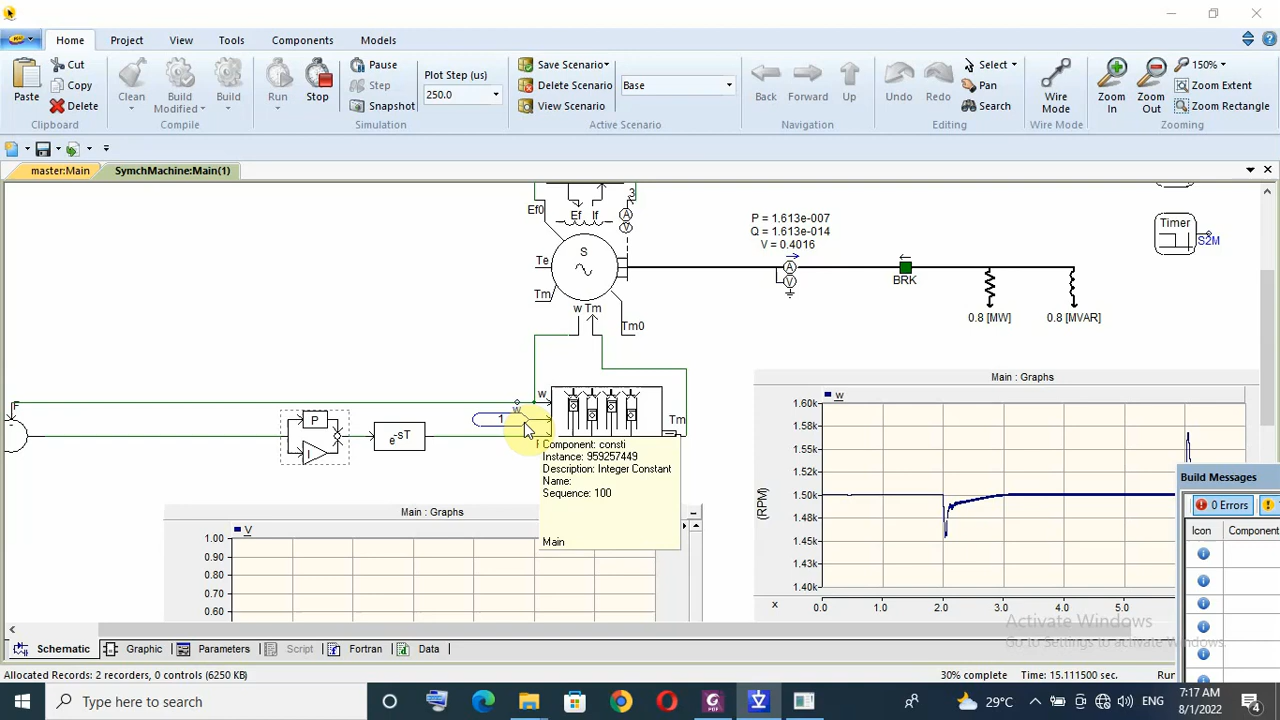 Home Project View Tools Components Models
Paste Cut Copy Delete Clean Build Modified Build Run Stop Pause Step Snapshot Plot Step (us) 250.0 Save Scenario Delete Scenario View Scenario Base Back Forward Up Undo Redo Select Pan Search Wire Mode Zoom In Zoom Out 150% Zoom Extent Zoom Rectangle
Clipboard Compile Simulation Active Scenario Navigation Editing Wire Mode Zooming
master:Main SymchMachine:Main(1)
3
Ef0 Ef If A V
Te S Tm
w Tm Tm0
P = 1.613e-007
Q = 1.613e-014
V = 0.4016
A V
BRK
0.8 [MW] 0.8 [MVAR]
Timer
S2M
F
P
I
e-sT
1
w
w
Tm
Component: consti
Instance: 959257449
Description: Integer Constant
Name:
Sequence: 100
Main
Main : Graphs
V
1.00
0.90
0.80
0.70
0.60
Main : Graphs
w
(RPM)
1.60k
1.58k
1.55k
1.52k
1.50k
1.48k
1.45k
1.43k
1.40k
x 0.0 1.0 2.0 3.0 4.0 5.0
Build Messages
0 Errors
Icon Component
Activate Windows
Go to Settings to activate Windows.
Schematic Graphic Parameters Script Fortran Data
Allocated Records: 2 recorders, 0 controls (6250 KB) 30% complete Time: 15.111500 sec.
Type here to search
29°C ENG
7:17 AM
8/1/2022
4